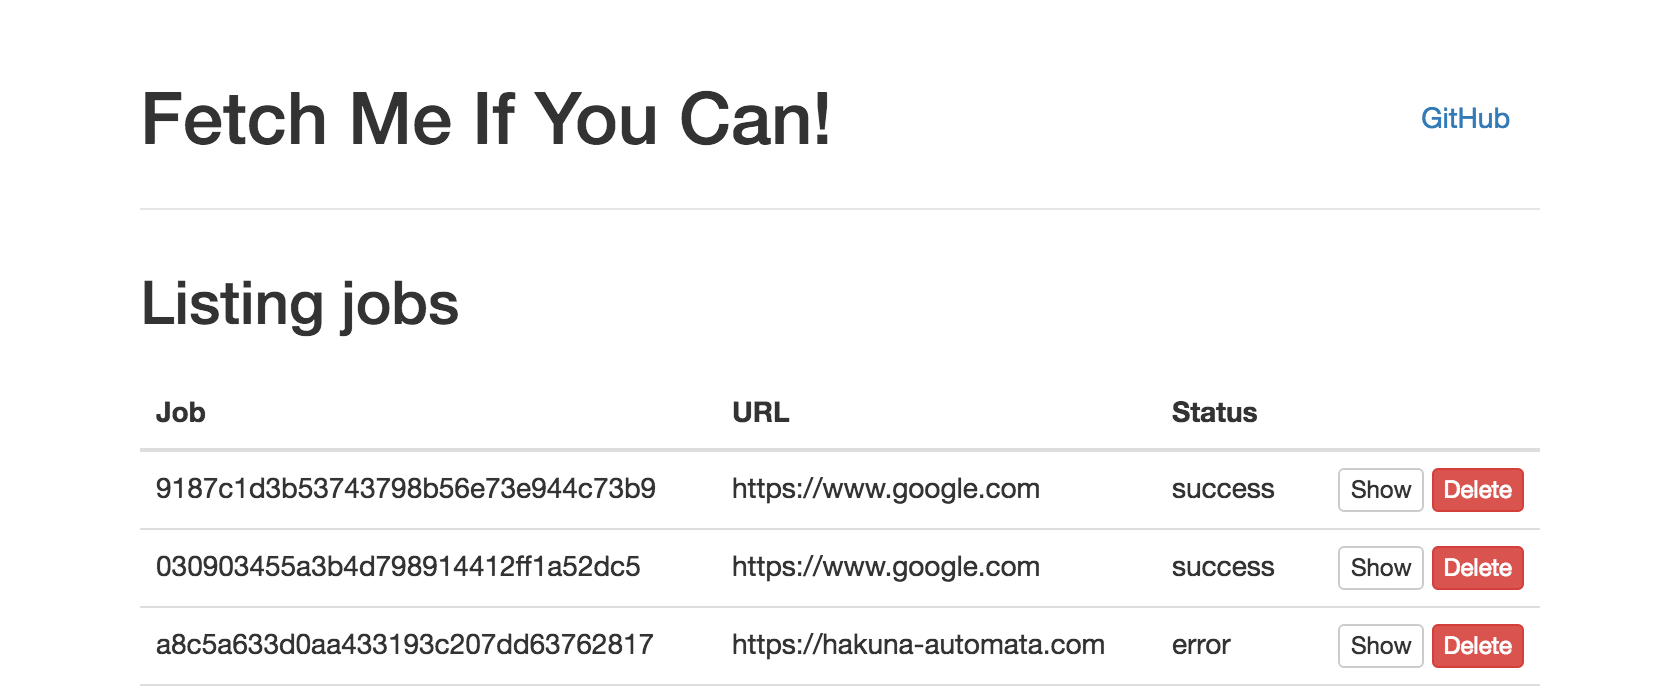 Fetch Me If You Can! GitHub
Listing jobs
Job URL Status
9187c1d3b53743798b56e73e944c73b9 https://www.google.com success Show Delete
030903455a3b4d798914412ff1a52dc5 https://www.google.com success Show Delete
a8c5a633d0aa433193c207dd63762817 https://hakuna-automata.com error Show Delete